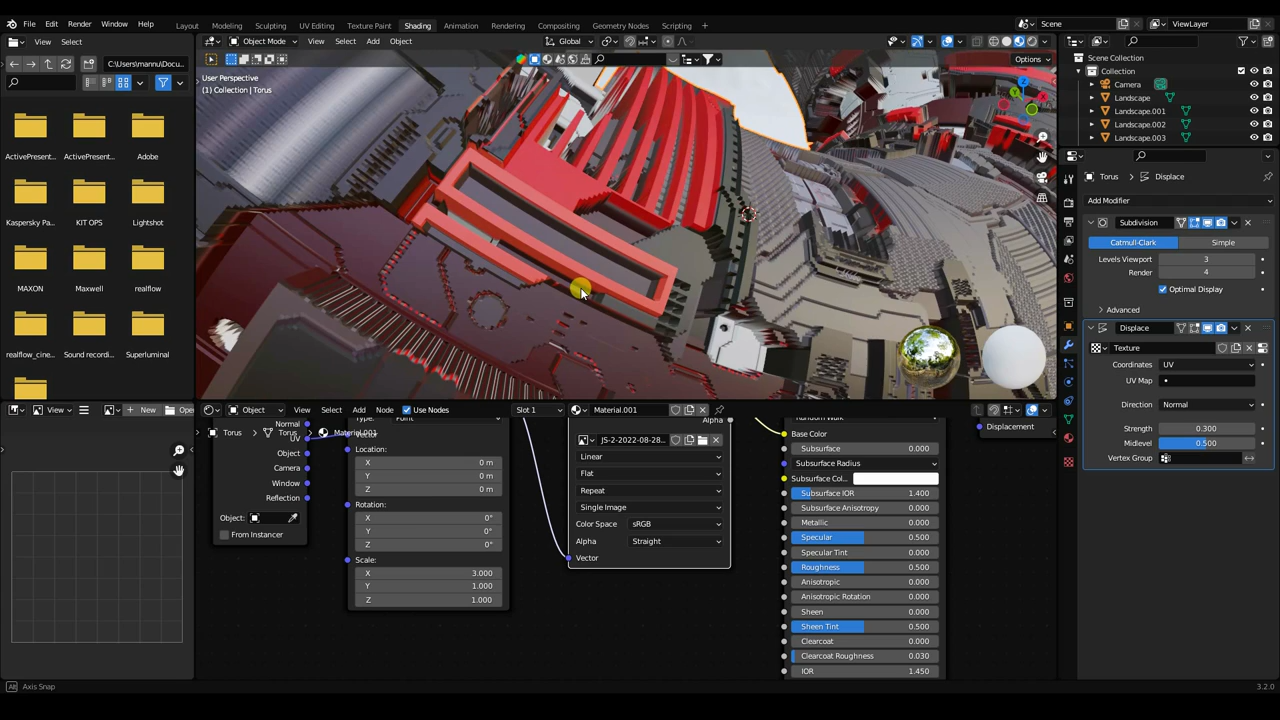 File Edit Render Window Help Layout Modeling Sculpting UV Editing Texture Paint Shading Animation Rendering Compositing Geometry Nodes Scripting + Scene ViewLayer
View Select Object Mode View Select Add Object Global
C:\Users\mannu\Docu...
Options
User Perspective
(1) Collection | Torus
Scene Collection
Collection
Camera
Landscape
Landscape.001
Landscape.002
Landscape.003
ActivePresent... ActivePresent... Adobe
Kaspersky Pa... KIT OPS Lightshot
MAXON Maxwell realflow
realflow_cine... Sound recordi... Superluminal
Torus > Displace
Add Modifier
Subdivision
Catmull-Clark Simple
Levels Viewport 3
Render 4
Optimal Display
Advanced
Displace
Texture
Coordinates UV
UV Map
Direction Normal
Strength 0.300
Midlevel 0.500
Vertex Group
View New Open
Object View Select Add Node Use Nodes Slot 1 Material.001
Torus > Torus > Material.001
Normal
UV
Object
Camera
Window
Reflection
Object:
From Instancer
Type: Point
Vector
Location:
X 0 m
Y 0 m
Z 0 m
Rotation:
X 0°
Y 0°
Z 0°
Scale:
X 3.000
Y 1.000
Z 1.000
Alpha
JS-2-2022-08-28...
Linear
Flat
Repeat
Single Image
Color Space sRGB
Alpha Straight
Vector
Random Walk
Base Color
Subsurface 0.000
Subsurface Radius
Subsurface Col...
Subsurface IOR 1.400
Subsurface Anisotropy 0.000
Metallic 0.000
Specular 0.500
Specular Tint 0.000
Roughness 0.500
Anisotropic 0.000
Anisotropic Rotation 0.000
Sheen 0.000
Sheen Tint 0.500
Clearcoat 0.000
Clearcoat Roughness 0.030
IOR 1.450
Displacement
Axis Snap
3.2.0